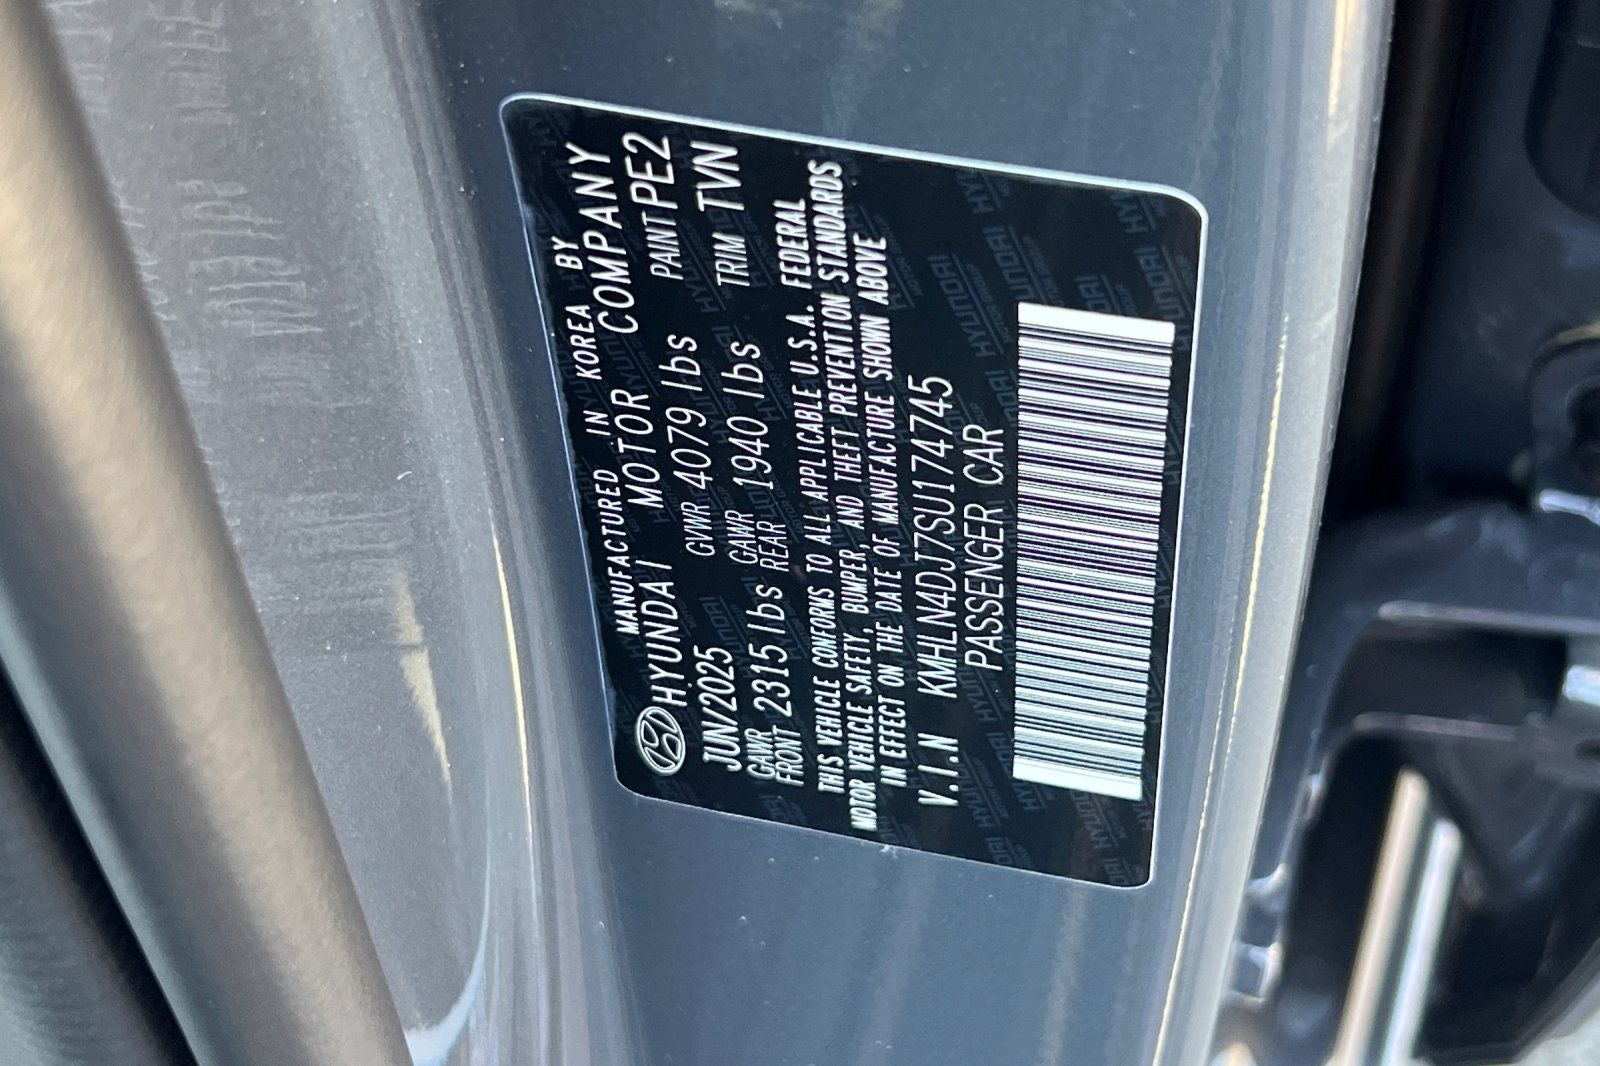 MANUFACTURED IN KOREA BY
HYUNDAI MOTOR COMPANY
JUN/2025 GVWR 4079 lbs PAINT PE2
GAWR FRONT 2315 lbs GAWR REAR 1940 lbs TRIM TVN
THIS VEHICLE CONFORMS TO ALL APPLICABLE U.S.A. FEDERAL
MOTOR VEHICLE SAFETY, BUMPER, AND THEFT PREVENTION STANDARDS
IN EFFECT ON THE DATE OF MANUFACTURE SHOWN ABOVE
V.I.N KMHLN4DJ7SU174745
PASSENGER CAR